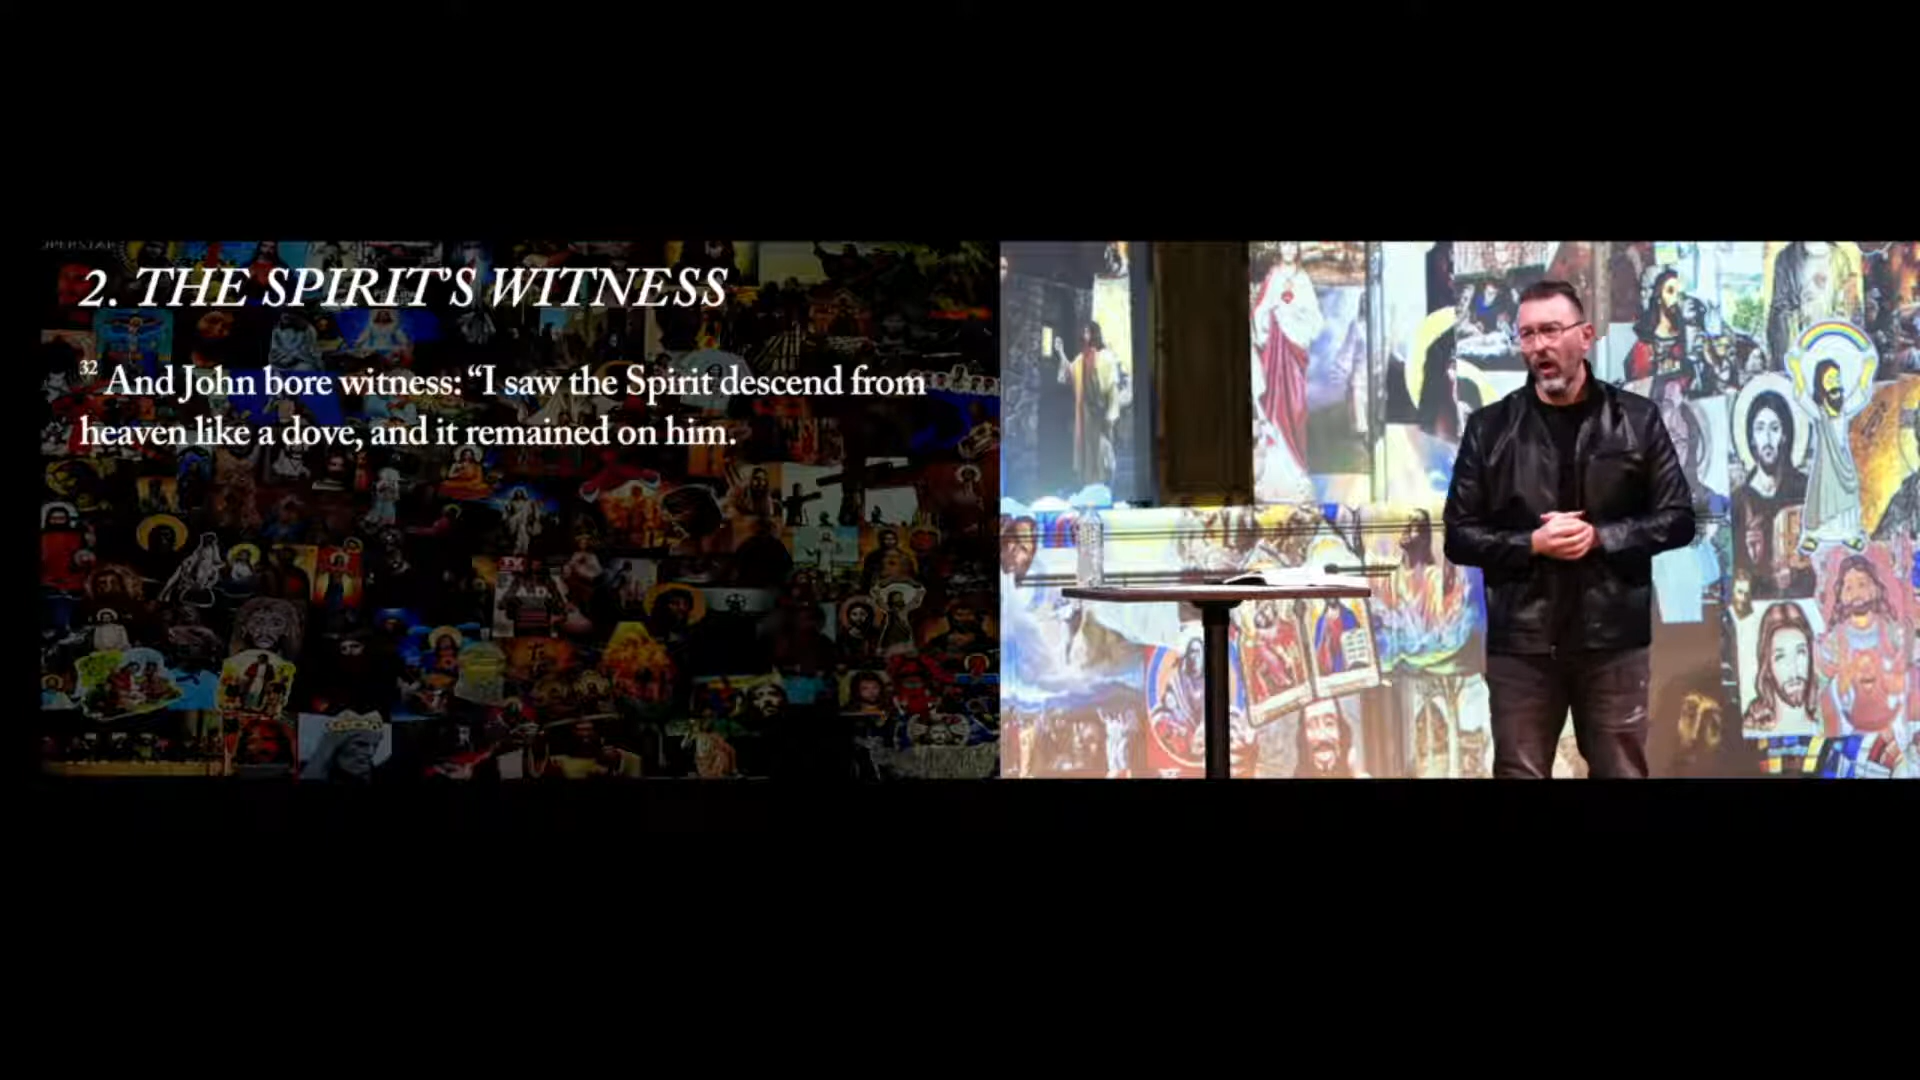 2. THE SPIRIT'S WITNESS
32 And John bore witness: “I saw the Spirit descend from
heaven like a dove, and it remained on him.
A.D.